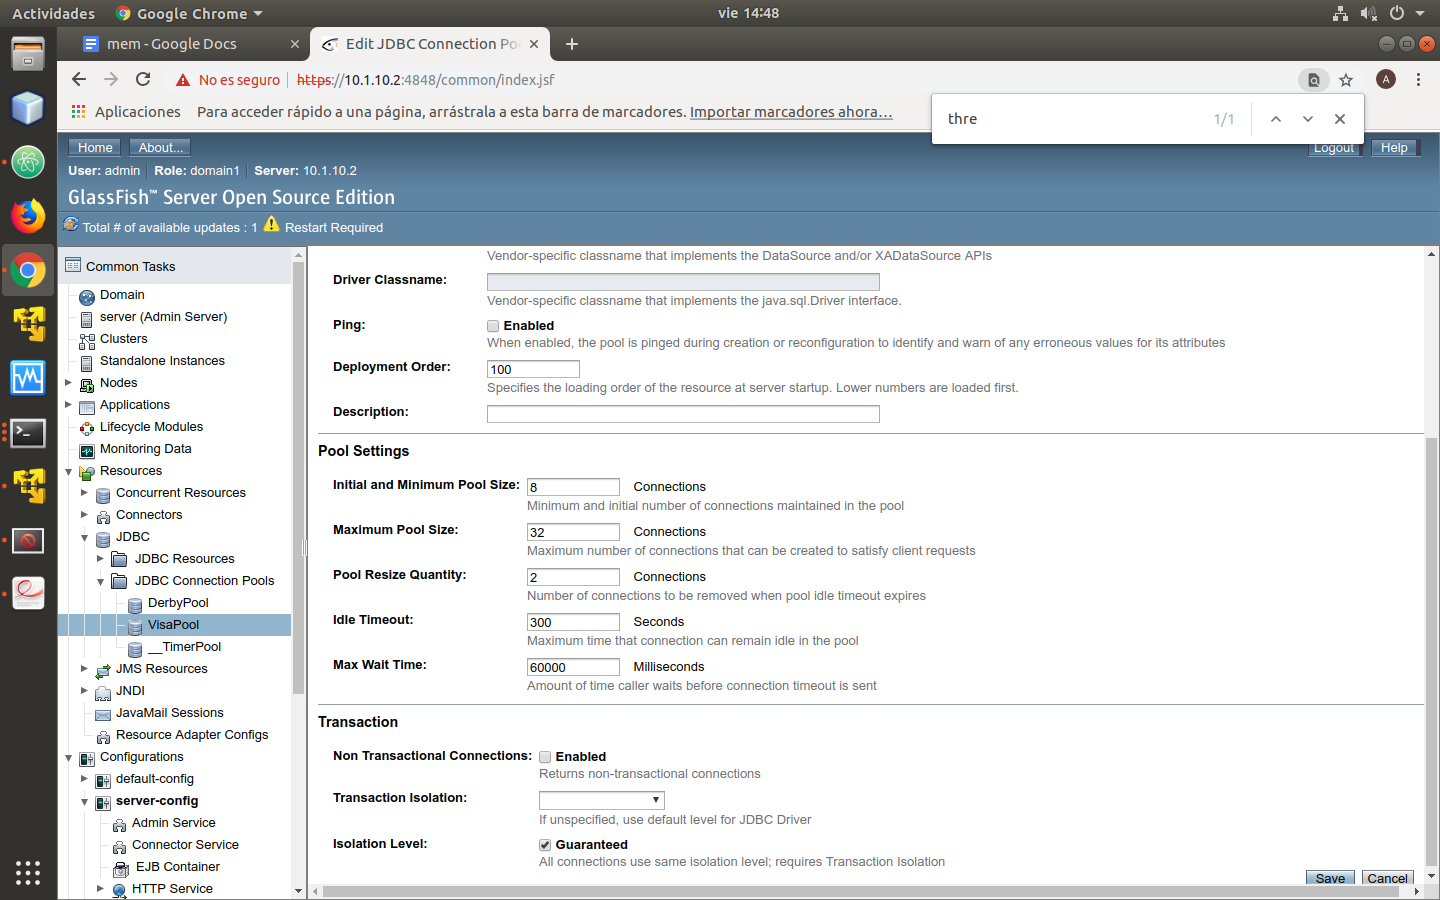 Actividades
Google Chrome
vie 14:48
mem - Google Docs
Edit JDBC Connection Po
No es seguro
https://10.1.10.2:4848/common/index.jsf
A
Aplicaciones
Para acceder rápido a una página, arrástrala a esta barra de marcadores. Importar marcadores ahora…
thre
1/1
Home
About...
Logout
Help
User: admin
Role: domain1
Server: 10.1.10.2
GlassFish™ Server Open Source Edition
Total # of available updates : 1
Restart Required
Common Tasks
Domain
server (Admin Server)
Clusters
Standalone Instances
Nodes
Applications
Lifecycle Modules
Monitoring Data
Resources
Concurrent Resources
Connectors
JDBC
JDBC Resources
JDBC Connection Pools
DerbyPool
VisaPool
__TimerPool
JMS Resources
JNDI
JavaMail Sessions
Resource Adapter Configs
Configurations
default-config
server-config
Admin Service
Connector Service
EJB Container
HTTP Service
Vendor-specific classname that implements the DataSource and/or XADataSource APIs
Driver Classname:
Vendor-specific classname that implements the java.sql.Driver interface.
Ping:
Enabled
When enabled, the pool is pinged during creation or reconfiguration to identify and warn of any erroneous values for its attributes
Deployment Order:
100
Specifies the loading order of the resource at server startup. Lower numbers are loaded first.
Description:
Pool Settings
Initial and Minimum Pool Size:
8
Connections
Minimum and initial number of connections maintained in the pool
Maximum Pool Size:
32
Connections
Maximum number of connections that can be created to satisfy client requests
Pool Resize Quantity:
2
Connections
Number of connections to be removed when pool idle timeout expires
Idle Timeout:
300
Seconds
Maximum time that connection can remain idle in the pool
Max Wait Time:
60000
Milliseconds
Amount of time caller waits before connection timeout is sent
Transaction
Non Transactional Connections:
Enabled
Returns non-transactional connections
Transaction Isolation:
If unspecified, use default level for JDBC Driver
Isolation Level:
Guaranteed
All connections use same isolation level; requires Transaction Isolation
Save
Cancel